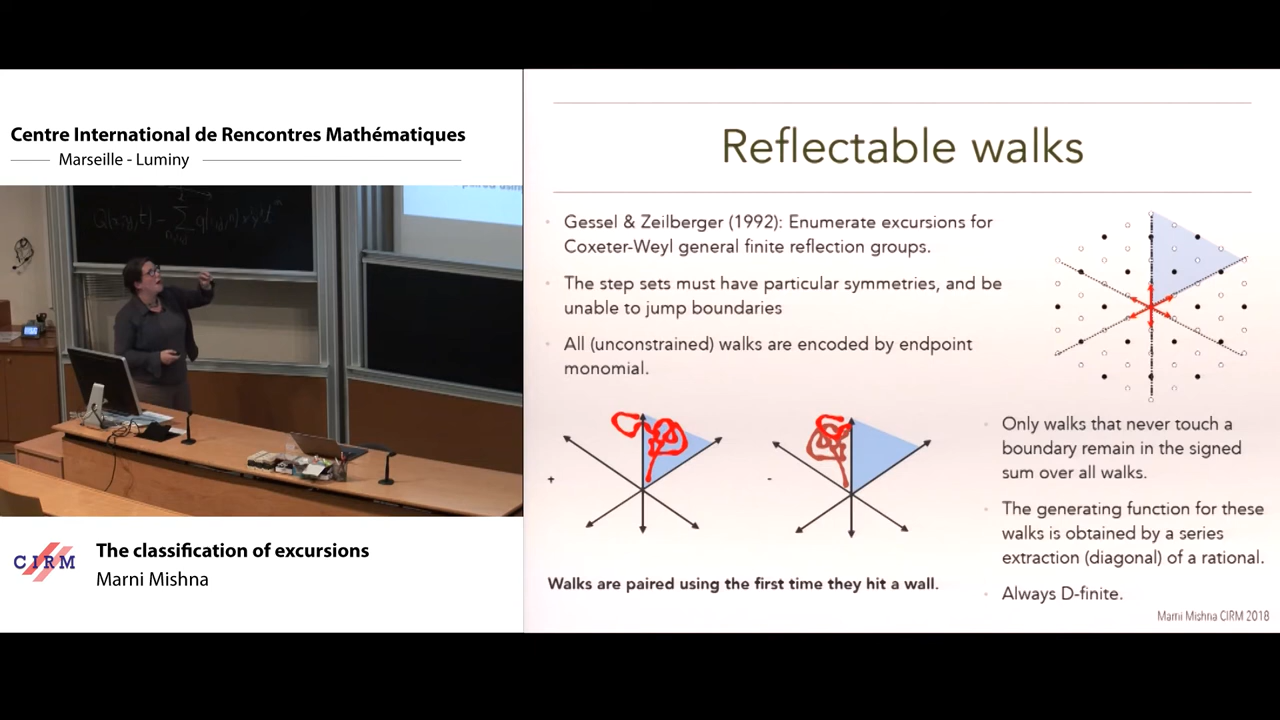 Centre International de Rencontres Mathématiques
Marseille - Luminy
CIRM
The classification of excursions
Marni Mishna
Reflectable walks
Gessel & Zeilberger (1992): Enumerate excursions for
Coxeter-Weyl general finite reflection groups.
The step sets must have particular symmetries, and be
unable to jump boundaries
All (unconstrained) walks are encoded by endpoint
monomial.
+
-
Walks are paired using the first time they hit a wall.
Only walks that never touch a
boundary remain in the signed
sum over all walks.
The generating function for these
walks is obtained by a series
extraction (diagonal) of a rational.
Always D-finite.
Marni Mishna CIRM 2018